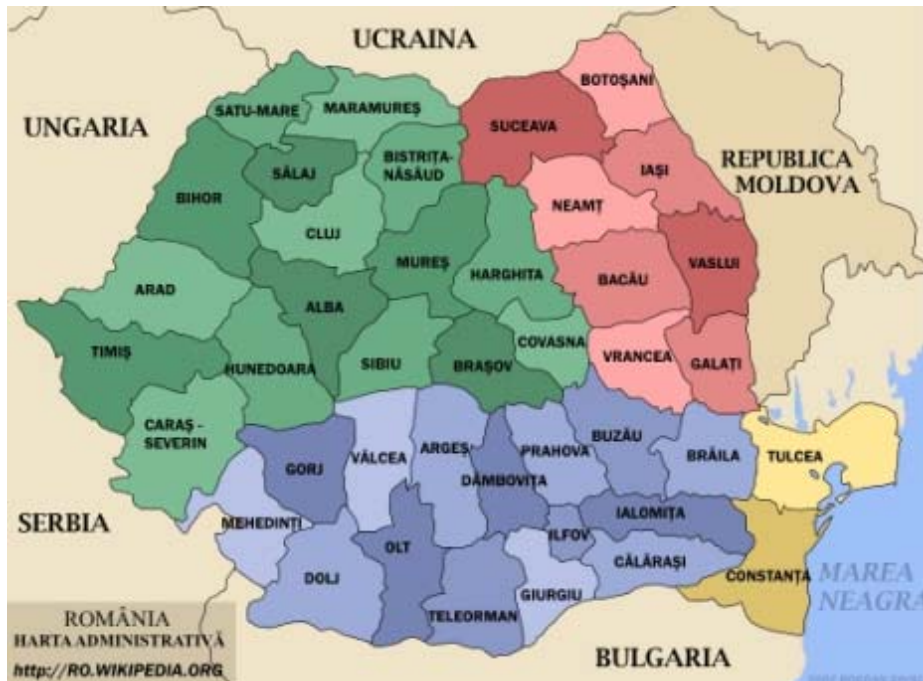 UCRAINA
UNGARIA
REPUBLICA
MOLDOVA
SERBIA
BULGARIA
MAREA
NEAGRĂ
BOTOȘANI
SATU-MARE
MARAMUREȘ
SUCEAVA
BISTRIȚA-
NĂSĂUD
SĂLAJ
IAȘI
BIHOR
NEAMȚ
CLUJ
MUREȘ
HARGHITA
BACĂU
VASLUI
ARAD
ALBA
TIMIȘ
HUNEDOARA
SIBIU
BRAȘOV
COVASNA
VRANCEA
GALAȚI
CARAȘ -
SEVERIN
GORJ
VÂLCEA
ARGEȘ
PRAHOVA
BUZĂU
BRĂILA
TULCEA
DÂMBOVIȚA
MEHEDINȚI
OLT
ILFOV
IALOMIȚA
DOLJ
TELEORMAN
GIURGIU
CĂLĂRAȘI
CONSTANȚA
ROMÂNIA
HARTA ADMINISTRATIVĂ
http://RO.WIKIPEDIA.ORG